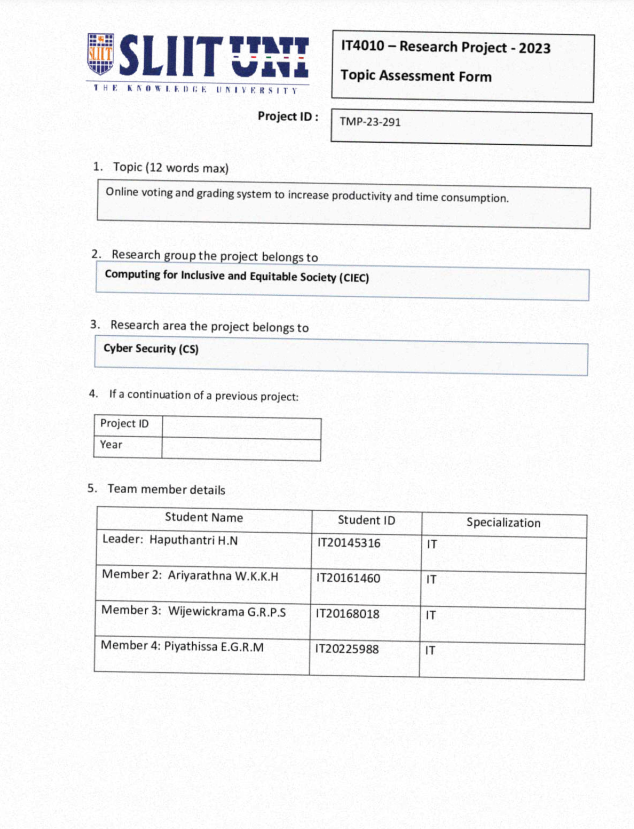 SLIIT UNI
THE KNOWLEDGE UNIVERSITY
IT4010 – Research Project - 2023
Topic Assessment Form
Project ID :
TMP-23-291
1. Topic (12 words max)
Online voting and grading system to increase productivity and time consumption.
2. Research group the project belongs to
Computing for Inclusive and Equitable Society (CIEC)
3. Research area the project belongs to
Cyber Security (CS)
4. If a continuation of a previous project:
Project ID
Year
5. Team member details
Student Name Student ID Specialization
Leader: Haputhantri H.N IT20145316 IT
Member 2: Ariyarathna W.K.K.H IT20161460 IT
Member 3: Wijewickrama G.R.P.S IT20168018 IT
Member 4: Piyathissa E.G.R.M IT20225988 IT